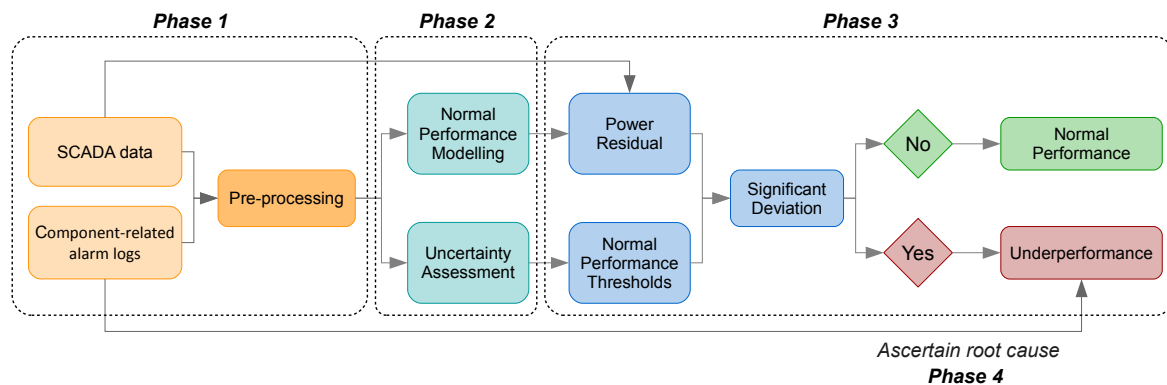 Phase 1
Phase 2
Phase 3
SCADA data
Component-related
alarm logs
Pre-processing
Normal
Performance
Modelling
Uncertainty
Assessment
Power
Residual
Normal
Performance
Thresholds
Significant
Deviation
No
Yes
Normal
Performance
Underperformance
Ascertain root cause
Phase 4